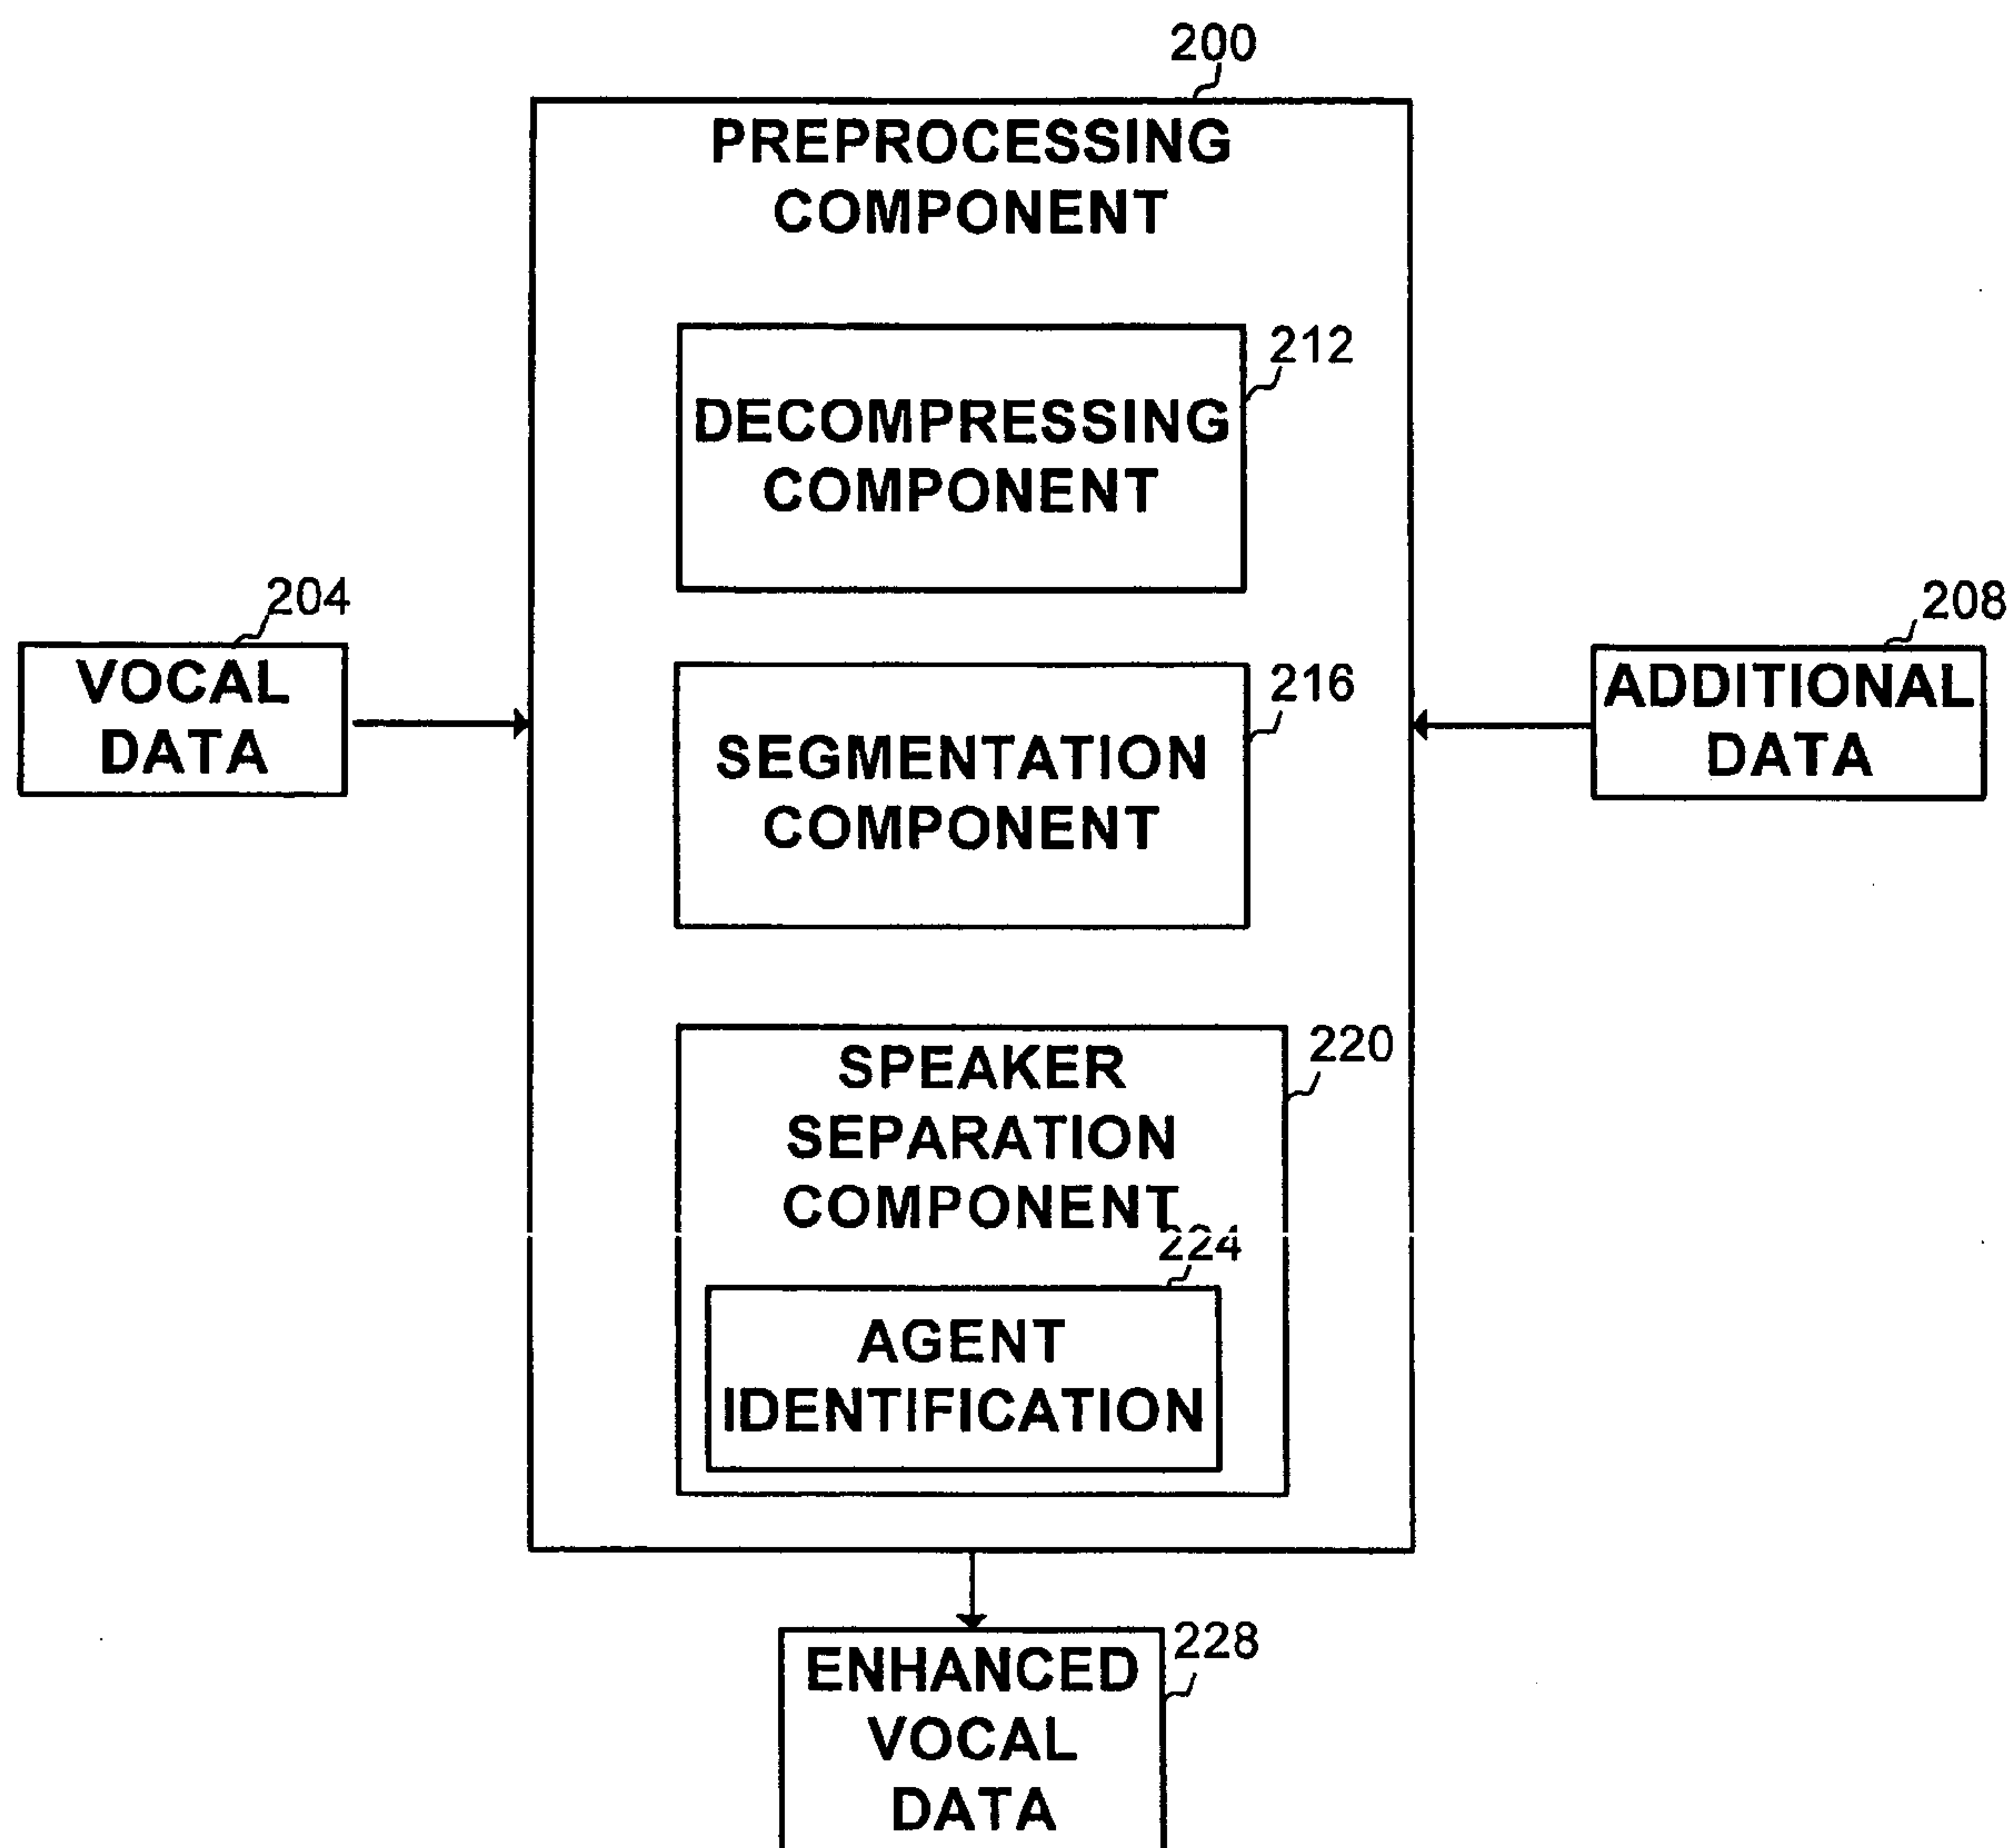 200
PREPROCESSING
COMPONENT
212
DECOMPRESSING
COMPONENT
204
VOCAL
DATA
208
ADDITIONAL
DATA
216
SEGMENTATION
COMPONENT
220
SPEAKER
SEPARATION
COMPONENT
224
AGENT
IDENTIFICATION
228
ENHANCED
VOCAL
DATA